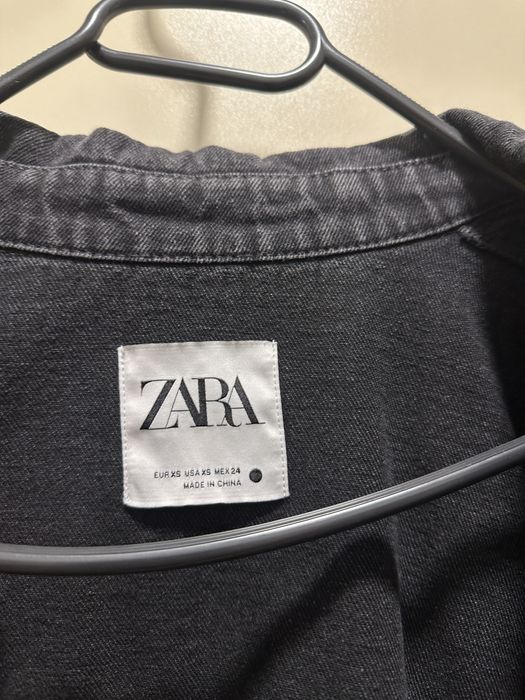 ZARA
EUR XS USA XS MEX 24
MADE IN CHINA